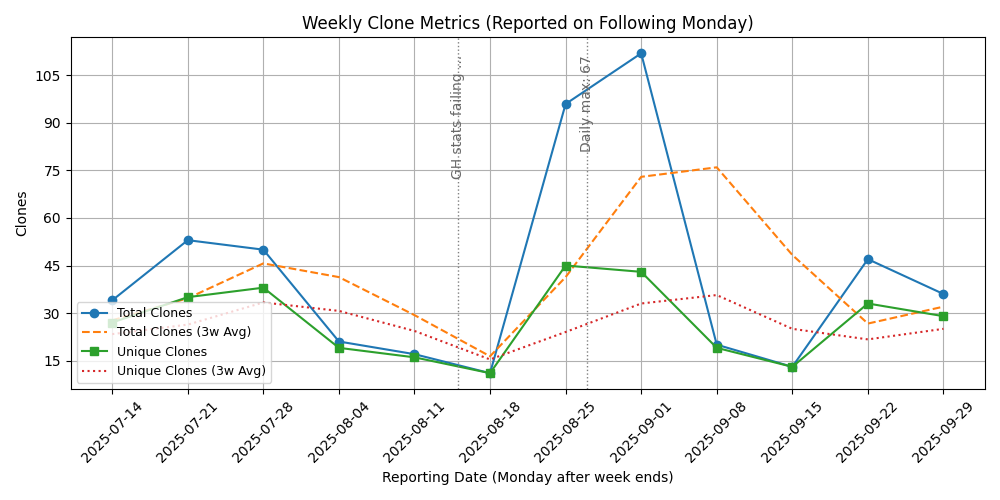 Weekly Clone Metrics (Reported on Following Monday)
Clones
105
90
75
60
45
30
15
GH stats failing ...
Daily max: 67
Total Clones
Total Clones (3w Avg)
Unique Clones
Unique Clones (3w Avg)
2025-07-14
2025-07-21
2025-07-28
2025-08-04
2025-08-11
2025-08-18
2025-08-25
2025-09-01
2025-09-08
2025-09-15
2025-09-22
2025-09-29
Reporting Date (Monday after week ends)